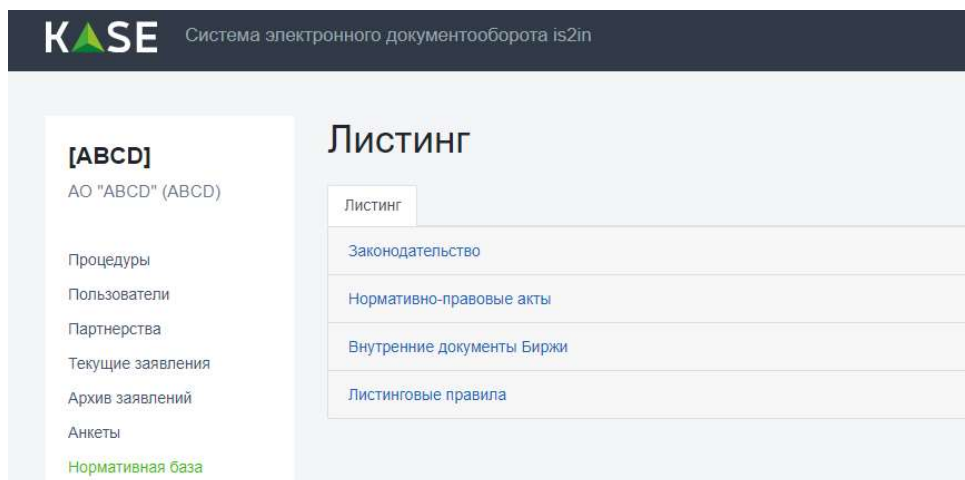 KASE Система электронного документооборота is2in
[ABCD]
АО "ABCD" (ABCD)
Процедуры
Пользователи
Партнерства
Текущие заявления
Архив заявлений
Анкеты
Нормативная база
Листинг
Листинг
Законодательство
Нормативно-правовые акты
Внутренние документы Биржи
Листинговые правила